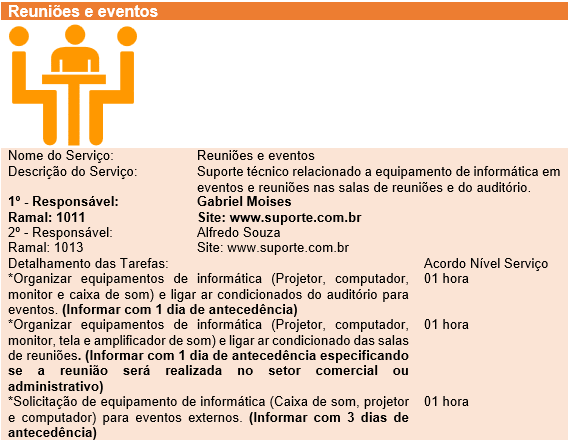 Reuniões e eventos
Nome do Serviço: Reuniões e eventos
Descrição do Serviço: Suporte técnico relacionado a equipamento de informática em
eventos e reuniões nas salas de reuniões e do auditório.
1º - Responsável: Gabriel Moises
Ramal: 1011 Site: www.suporte.com.br
2º - Responsável: Alfredo Souza
Ramal: 1013 Site: www.suporte.com.br
Detalhamento das Tarefas: Acordo Nível Serviço
*Organizar equipamentos de informática (Projetor, computador, 01 hora
monitor e caixa de som) e ligar ar condicionados do auditório para
eventos. (Informar com 1 dia de antecedência)
*Organizar equipamentos de informática (Projetor, computador, 01 hora
monitor, tela e amplificador de som) e ligar ar condicionado das salas
de reuniões. (Informar com 1 dia de antecedência especificando
se a reunião será realizada no setor comercial ou
administrativo)
*Solicitação de equipamento de informática (Caixa de som, projetor 01 hora
e computador) para eventos externos. (Informar com 3 dias de
antecedência)